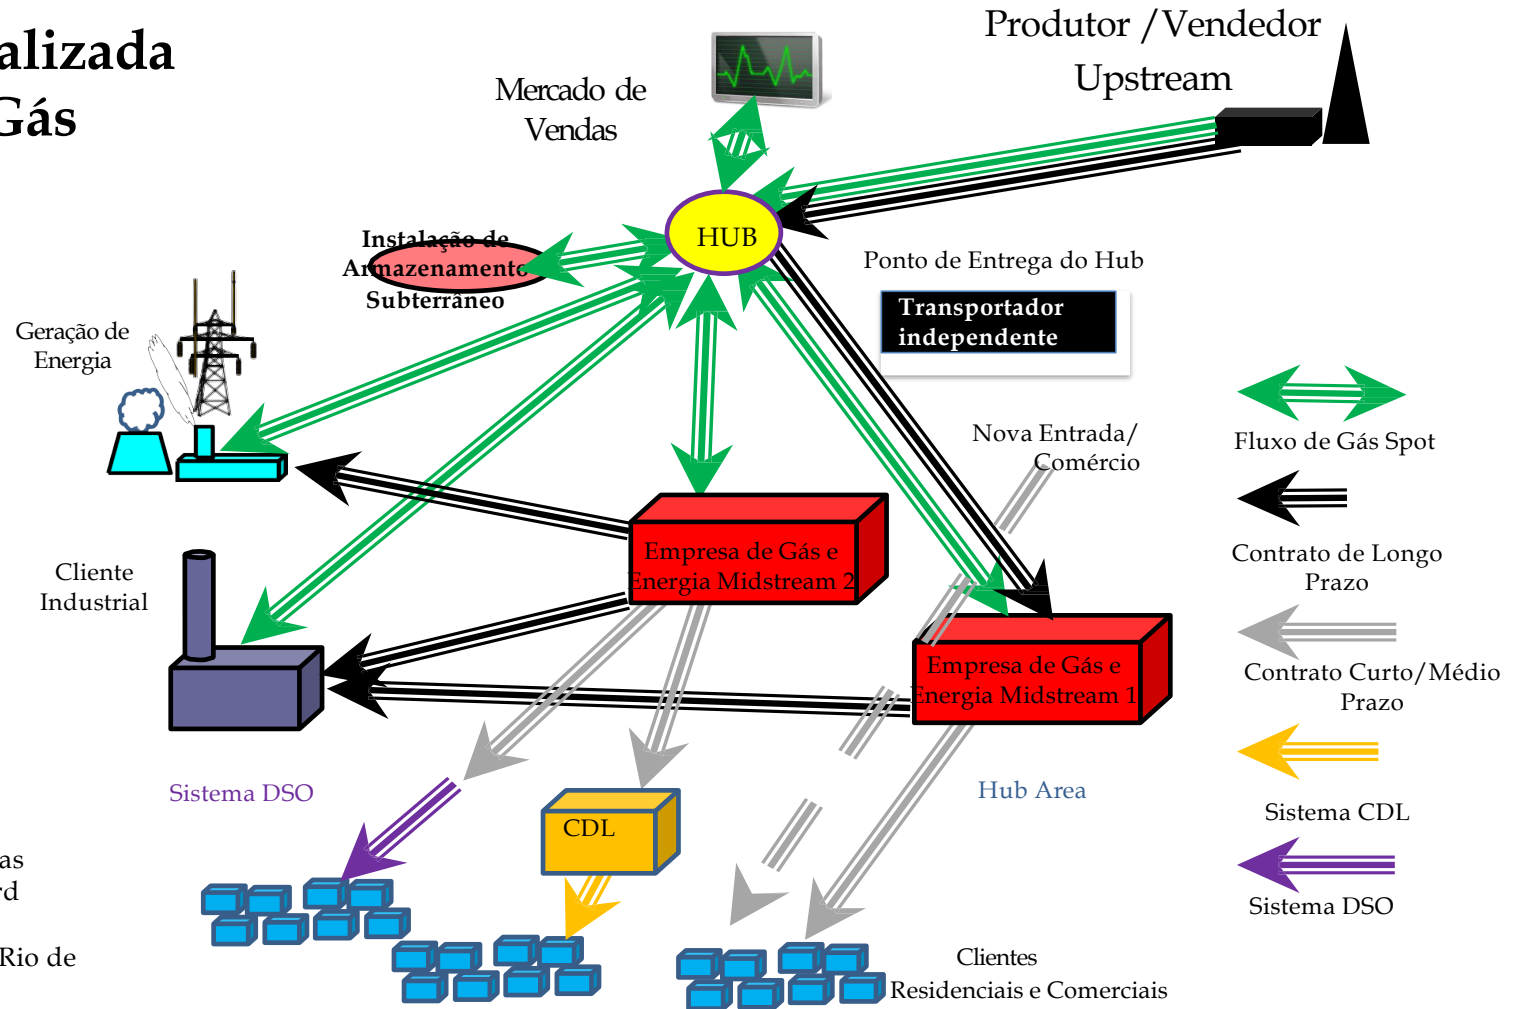 alizada
Gás
Produtor /Vendedor
Upstream
Mercado de
Vendas
HUB
Instalação de
Armazenamento
Subterrâneo
Ponto de Entrega do Hub
Transportador
independente
Geração de
Energia
Nova Entrada/
Comércio
Fluxo de Gás Spot
Contrato de Longo
Prazo
Empresa de Gás e
Energia Midstream 2
Cliente
Industrial
Empresa de Gás e
Energia Midstream 1
Contrato Curto/Médio
Prazo
Sistema DSO
Hub Area
Sistema CDL
CDL
Sistema DSO
as
rd
Rio de
Clientes
Residenciais e Comerciais